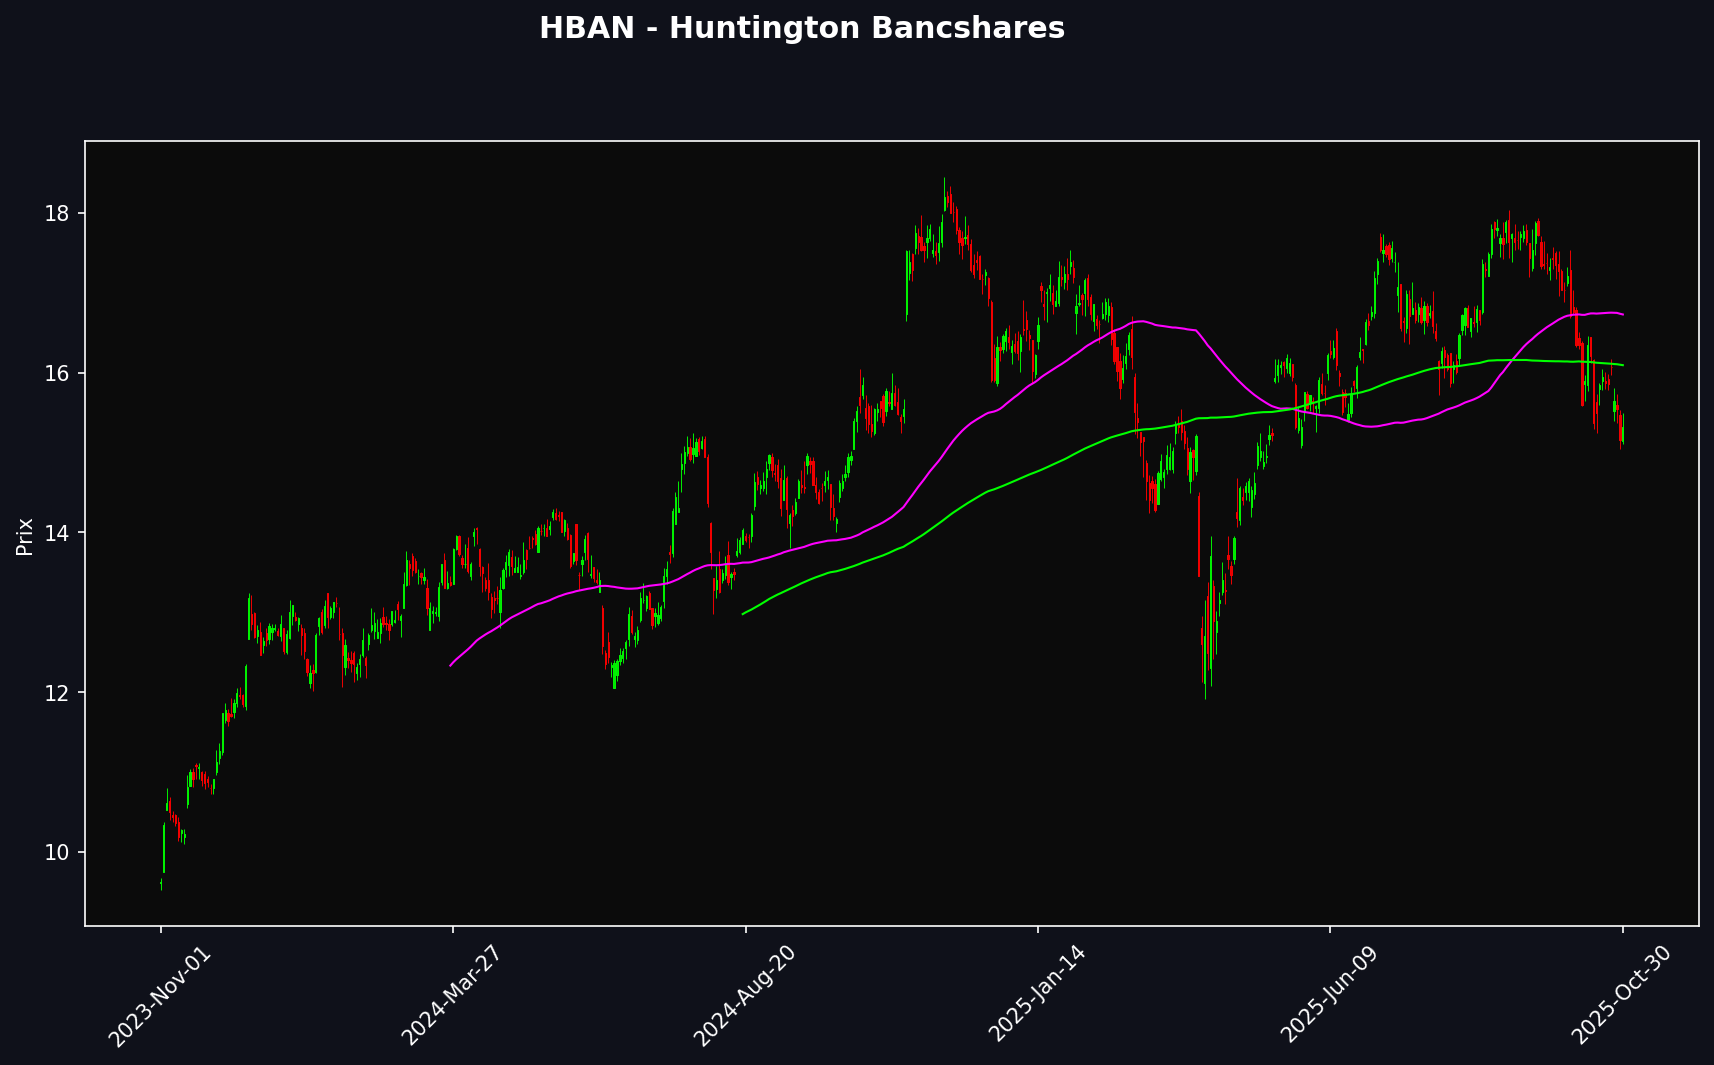 HBAN - Huntington Bancshares
Prix
18
16
14
12
10
2023-Nov-01
2024-Mar-27
2024-Aug-20
2025-Jan-14
2025-Jun-09
2025-Oct-30